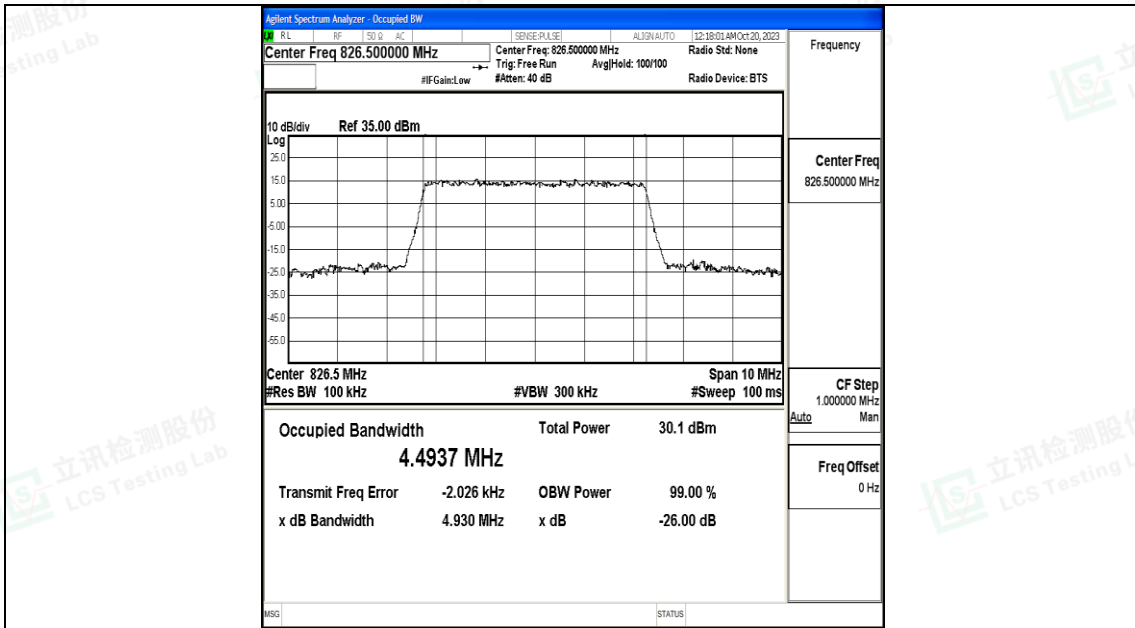 Agilent Spectrum Analyzer - Occupied BW
RL RF 50 Ω AC SENSE:PULSE ALIGN AUTO 12:18:01 AM Oct 20, 2023
Center Freq 826.500000 MHz
Center Freq: 826.500000 MHz
Radio Std: None
Trig: Free Run Avg|Hold: 100/100
#IFGain:Low
#Atten: 40 dB
Radio Device: BTS
Frequency
10 dB/div Ref 35.00 dBm
Log
25.0
15.0
5.00
-5.00
-15.0
-25.0
-35.0
-45.0
-55.0
Center Freq
826.500000 MHz
Center 826.5 MHz
Span 10 MHz
#Res BW 100 kHz
#VBW 300 kHz
#Sweep 100 ms
CF Step
1.000000 MHz
Auto Man
Occupied Bandwidth
Total Power 30.1 dBm
4.4937 MHz
Transmit Freq Error -2.026 kHz
OBW Power 99.00 %
x dB Bandwidth 4.930 MHz
x dB -26.00 dB
Freq Offset
0 Hz
MSG
STATUS
立讯检测股份
LCS Testing Lab
立讯检测股份